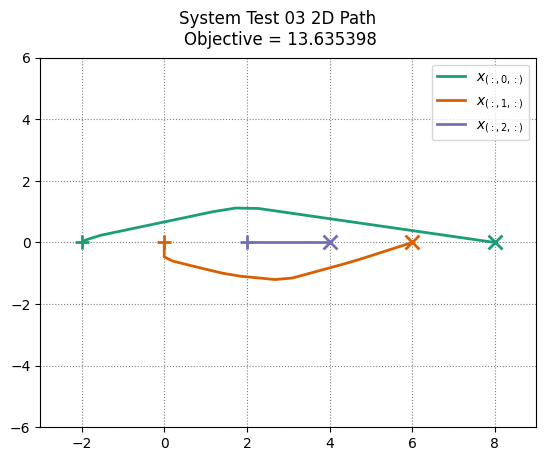 System Test 03 2D Path
Objective = 13.635398
x(:,0,:)
x(:,1,:)
x(:,2,:)
6
4
2
0
−2
−4
−6
−2 0 2 4 6 8